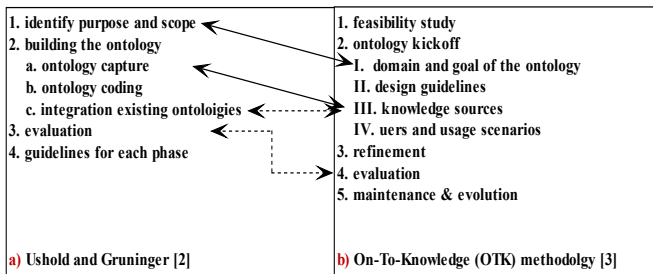 1. identify purpose and scope
2. building the ontology
a. ontology capture
b. ontology coding
c. integration existing ontoloigies
3. evaluation
4. guidelines for each phase
a) Ushold and Gruninger [2]
1. feasibility study
2. ontology kickoff
I. domain and goal of the ontology
II. design guidelines
III. knowledge sources
IV. uers and usage scenarios
3. refinement
4. evaluation
5. maintenance & evolution
b) On-To-Knowledge (OTK) methodolgy [3]